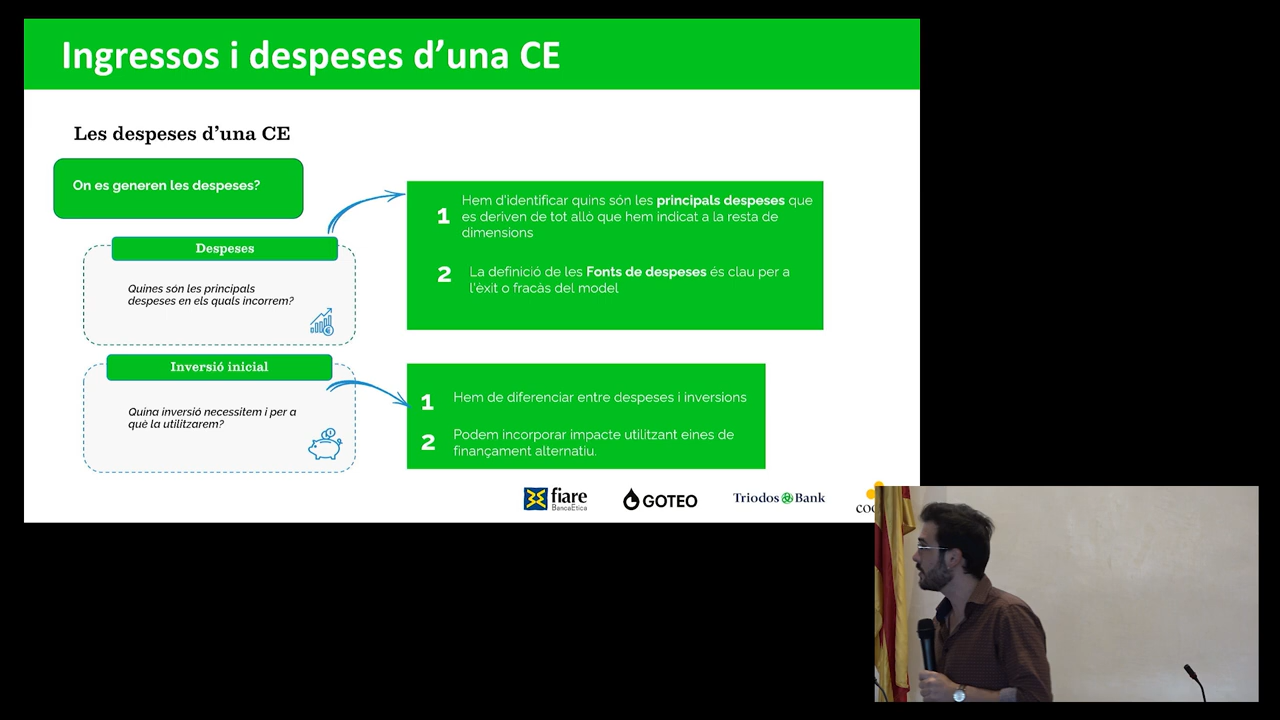 Ingressos i despeses d’una CE
Les despeses d’una CE
On es generen les despeses?
Despeses
Quines són les principals
despeses en els quals incorrem?
1
Hem d’identificar quins són les principals despeses que
es deriven de tot allò que hem indicat a la resta de
dimensions
2
La definició de les Fonts de despeses és clau per a
l’èxit o fracàs del model
Inversió inicial
Quina inversió necessitem i per a
què la utilitzarem?
1
Hem de diferenciar entre despeses i inversions
2
Podem incorporar impacte utilitzant eines de
finançament alternatiu.
fiare
BancaEtica
GOTEO
Triodos Bank